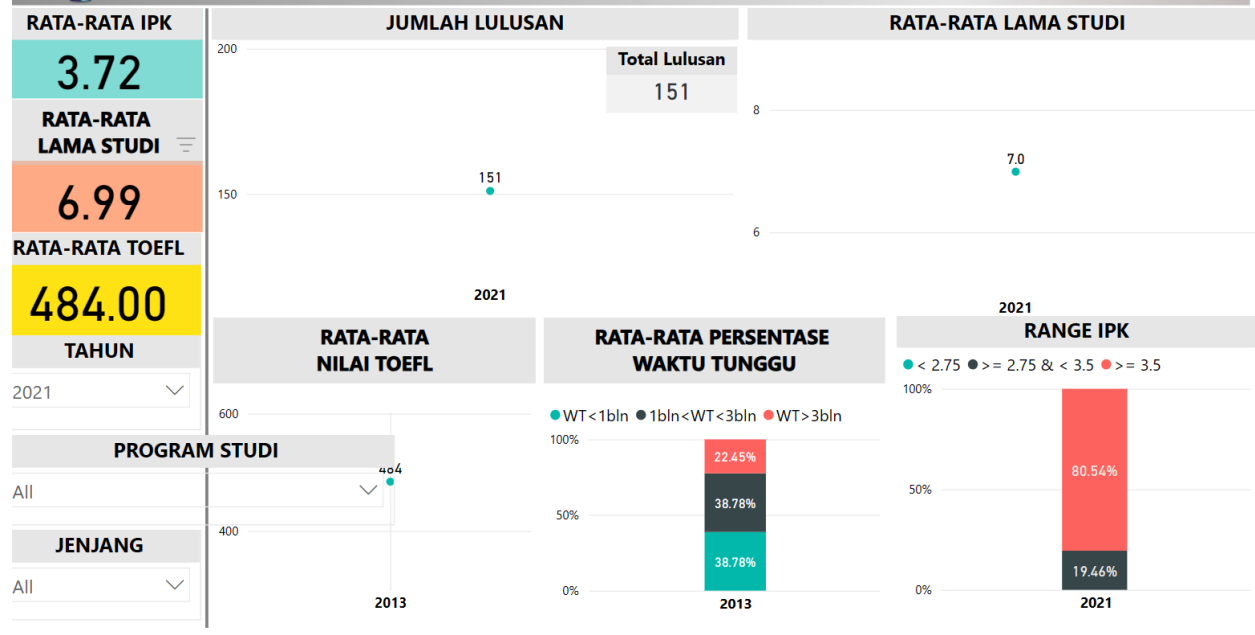 RATA-RATA IPK
3.72
RATA-RATA
LAMA STUDI
6.99
RATA-RATA TOEFL
484.00
TAHUN
2021
PROGRAM STUDI
All
JENJANG
All
JUMLAH LULUSAN
200
Total Lulusan
151
151
150
2021
RATA-RATA LAMA STUDI
8
7.0
6
2021
RATA-RATA
NILAI TOEFL
600
484
400
2013
RATA-RATA PERSENTASE
WAKTU TUNGGU
WT<1bln 1bln<WT<3bln WT>3bln
100%
22.45%
38.78%
50%
38.78%
0%
2013
RANGE IPK
< 2.75 >= 2.75 & < 3.5 >= 3.5
100%
80.54%
50%
19.46%
0%
2021